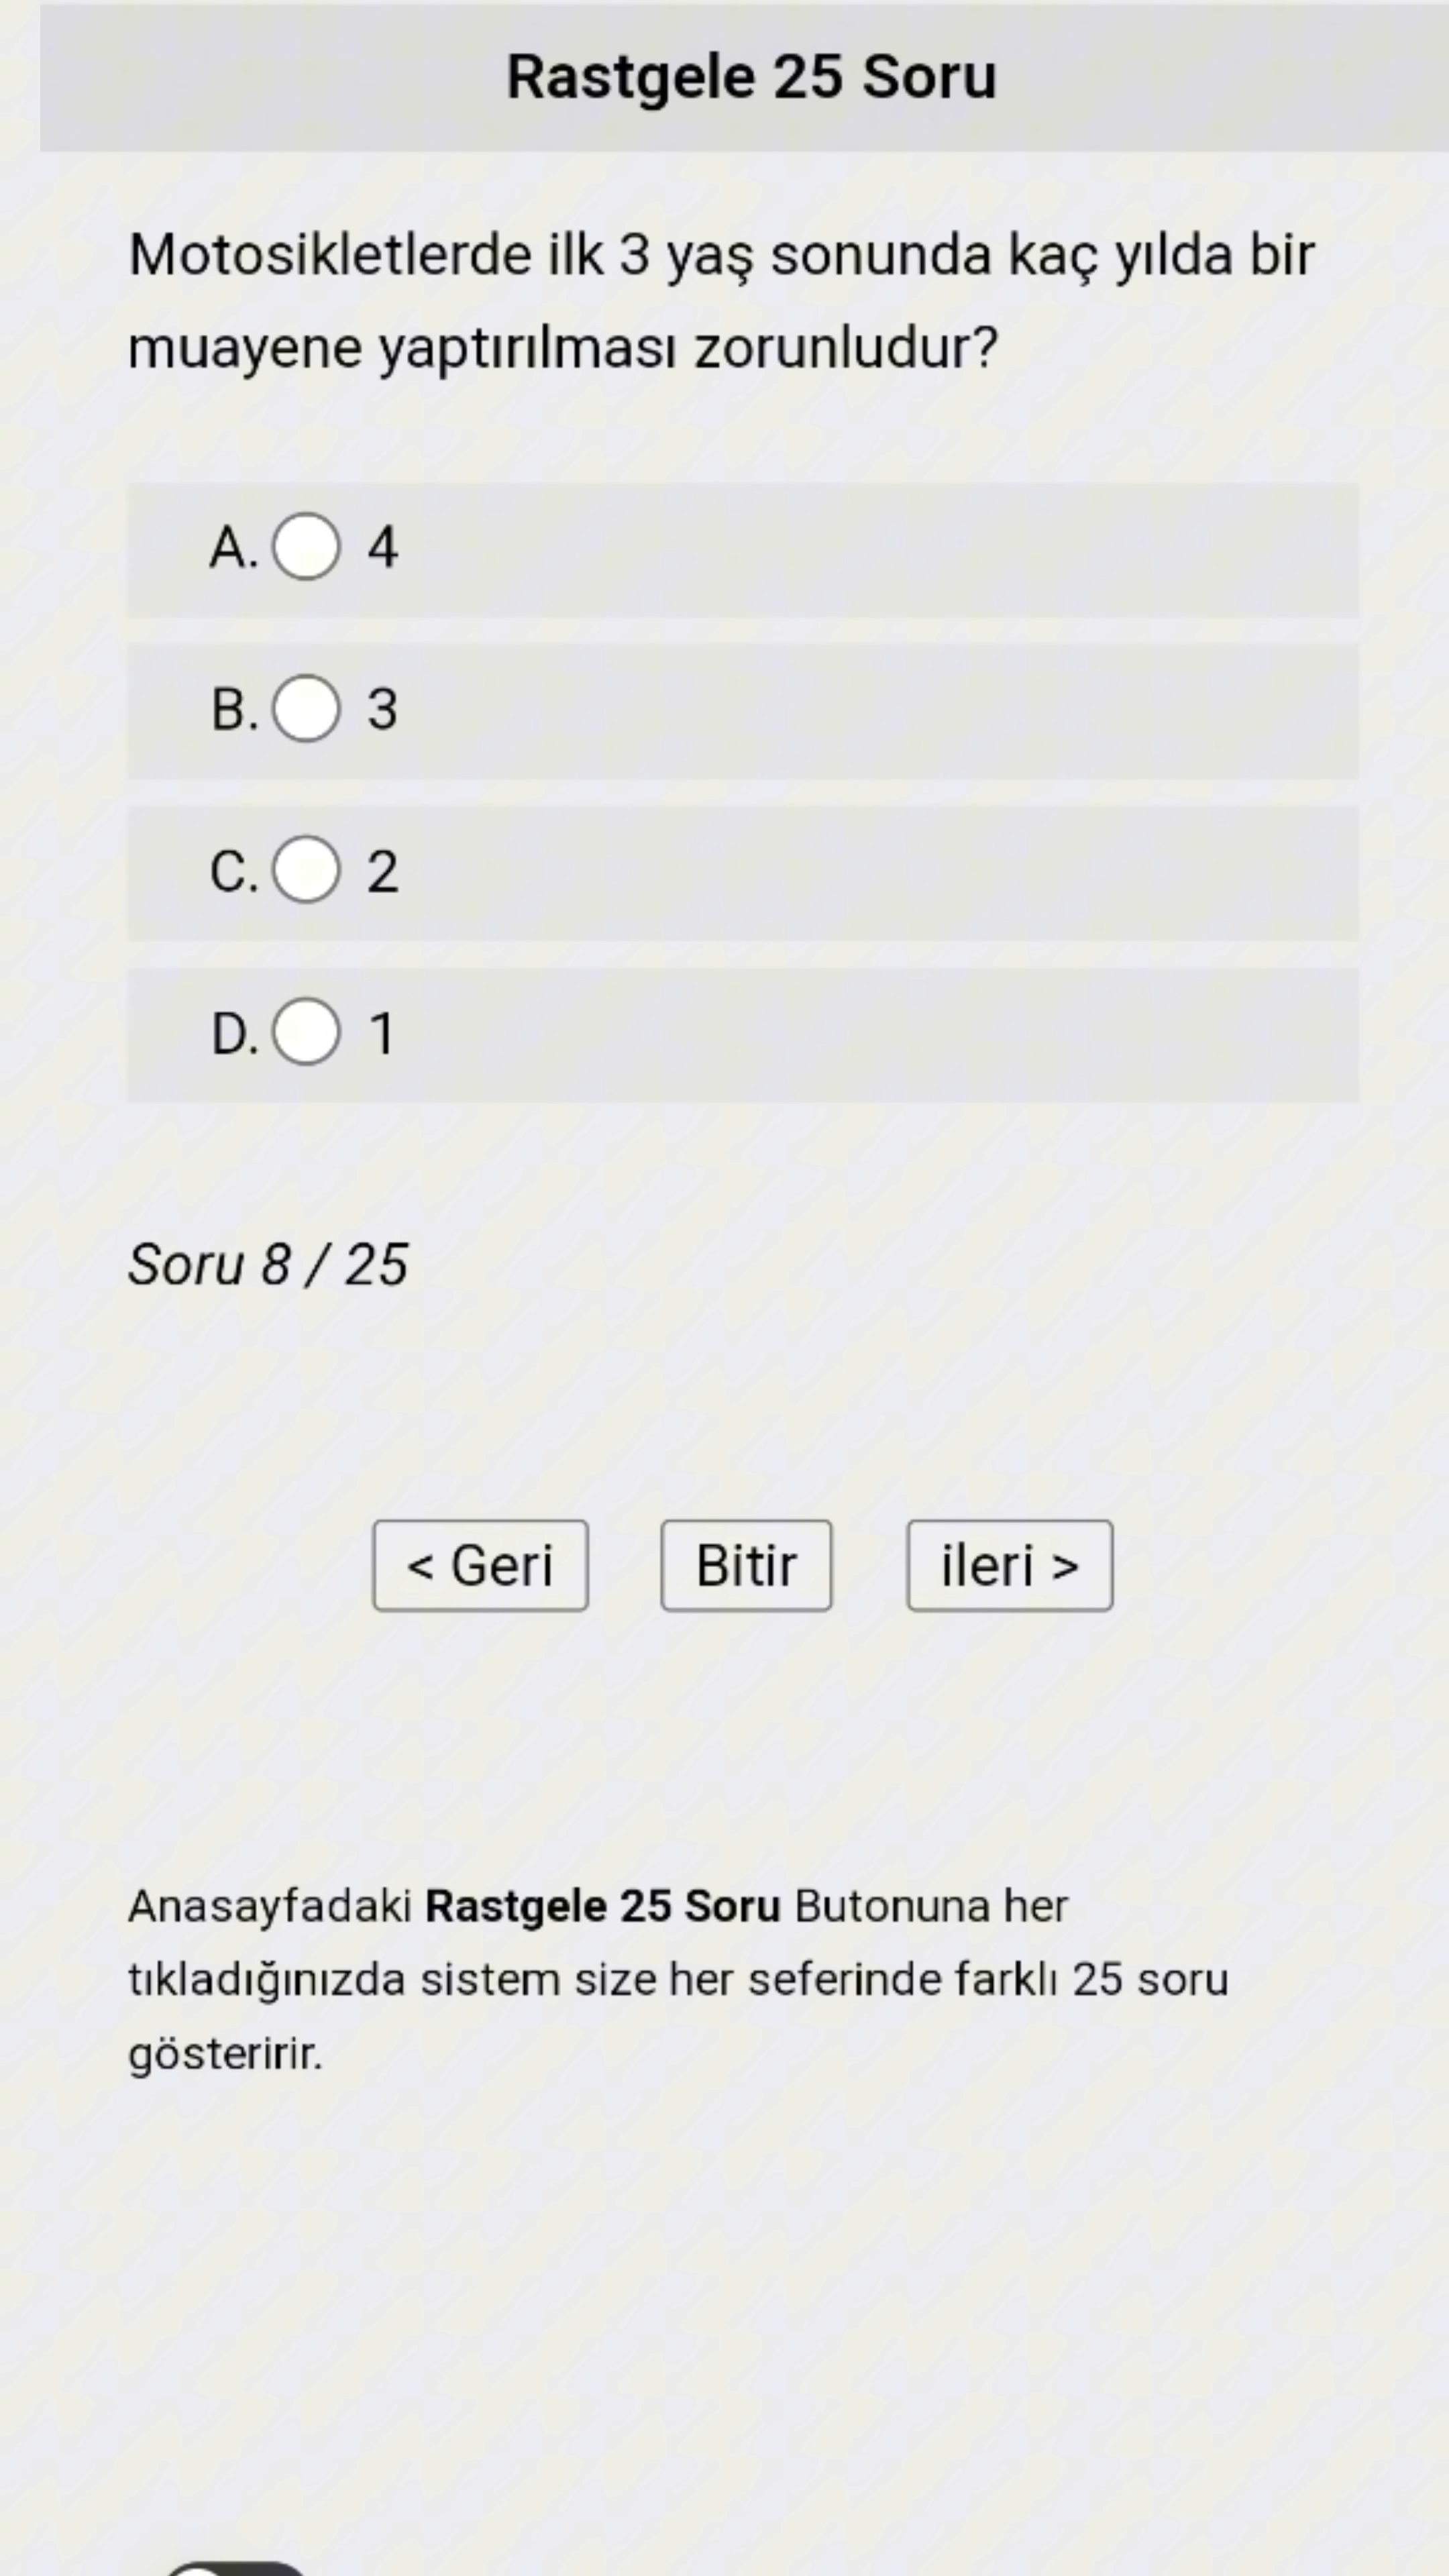 Rastgele 25 Soru
Motosikletlerde ilk 3 yaş sonunda kaç yılda bir
muayene yaptırılması zorunludur?
A. 4
B. 3
C. 2
D. 1
Soru 8 / 25
< Geri
Bitir
ileri >
Anasayfadaki Rastgele 25 Soru Butonuna her
tıkladığınızda sistem size her seferinde farklı 25 soru
gösteririr.